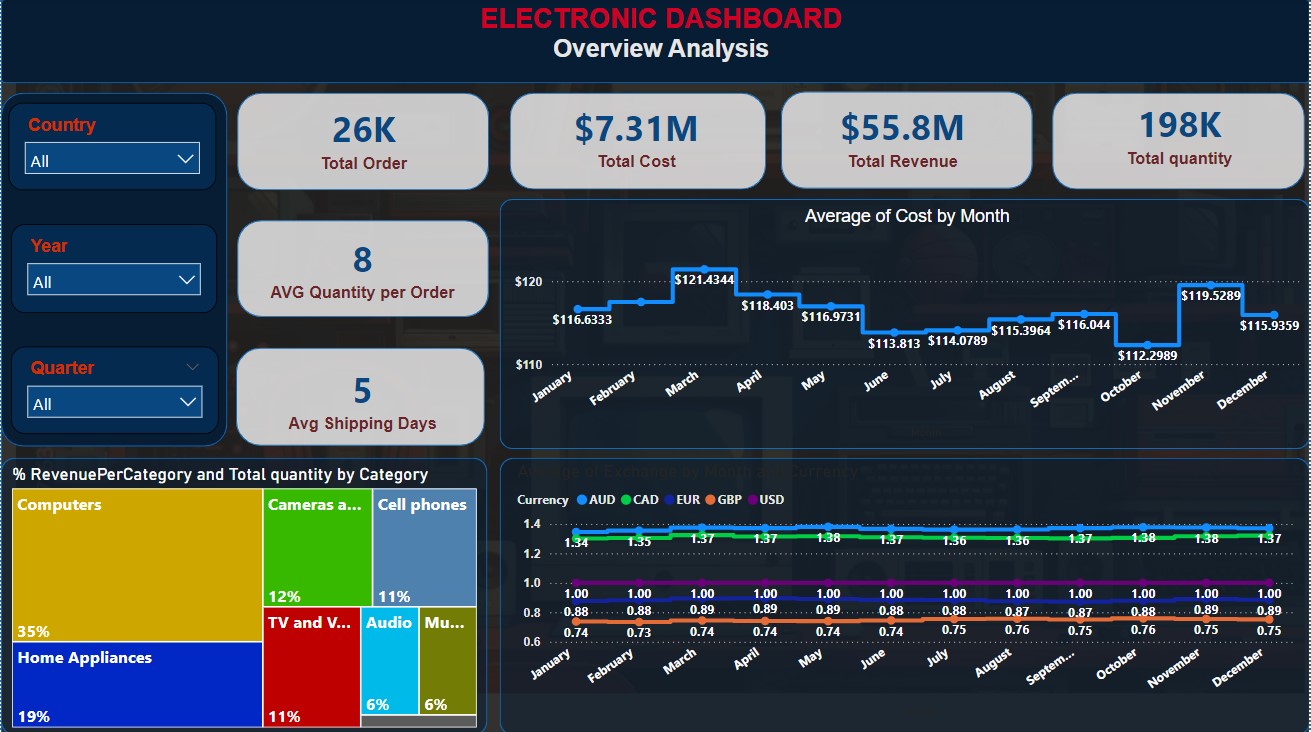 ELECTRONIC DASHBOARD
Overview Analysis
Country
All
Year
All
Quarter
All
26K
Total Order
$7.31M
Total Cost
$55.8M
Total Revenue
198K
Total quantity
8
AVG Quantity per Order
5
Avg Shipping Days
Average of Cost by Month
$120
$110
$116.6333
$121.4344
$118.403
$116.9731
$113.813
$114.0789
$115.3964
$116.044
$112.2989
$119.5289
$115.9359
January
February
March
April
May
June
July
August
Septem...
October
November
December
% RevenuePerCategory and Total quantity by Category
Computers
35%
Home Appliances
19%
Cameras a...
12%
Cell phones
11%
TV and V...
11%
Audio
6%
Mu...
6%
Currency AUD CAD EUR GBP USD
1.4
1.2
1.0
0.8
0.6
1.34 1.35 1.37 1.37 1.38 1.37 1.36 1.36 1.37 1.38 1.38 1.37
1.00 1.00 1.00 1.00 1.00 1.00 1.00 1.00 1.00 1.00 1.00 1.00
0.88 0.88 0.89 0.89 0.89 0.88 0.88 0.87 0.87 0.88 0.89 0.89
0.74 0.73 0.74 0.74 0.74 0.74 0.75 0.76 0.75 0.76 0.75 0.75
January
February
March
April
May
June
July
August
Septem...
October
November
December